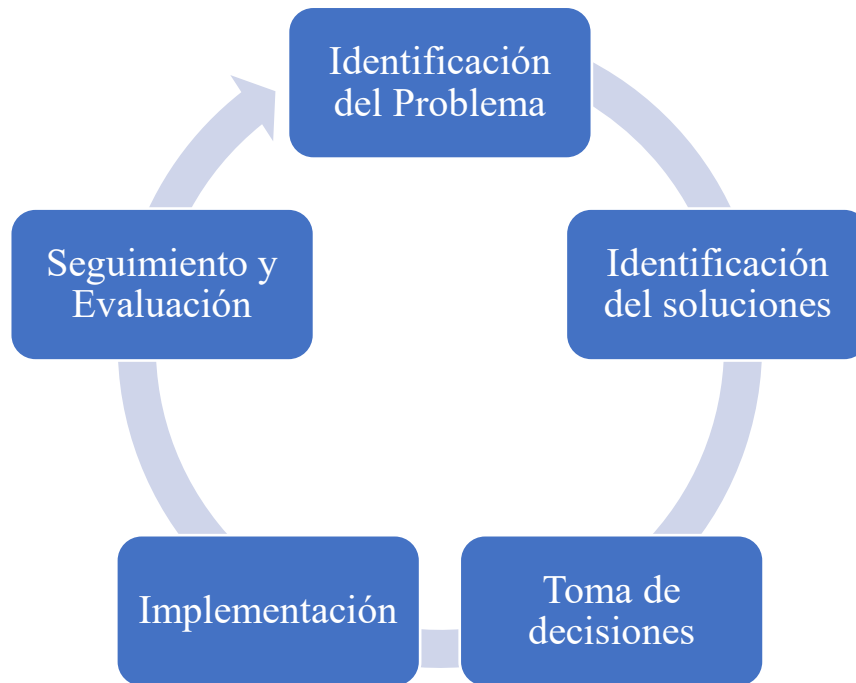 Identificación
del Problema
Identificación
del soluciones
Toma de
decisiones
Implementación
Seguimiento y
Evaluación